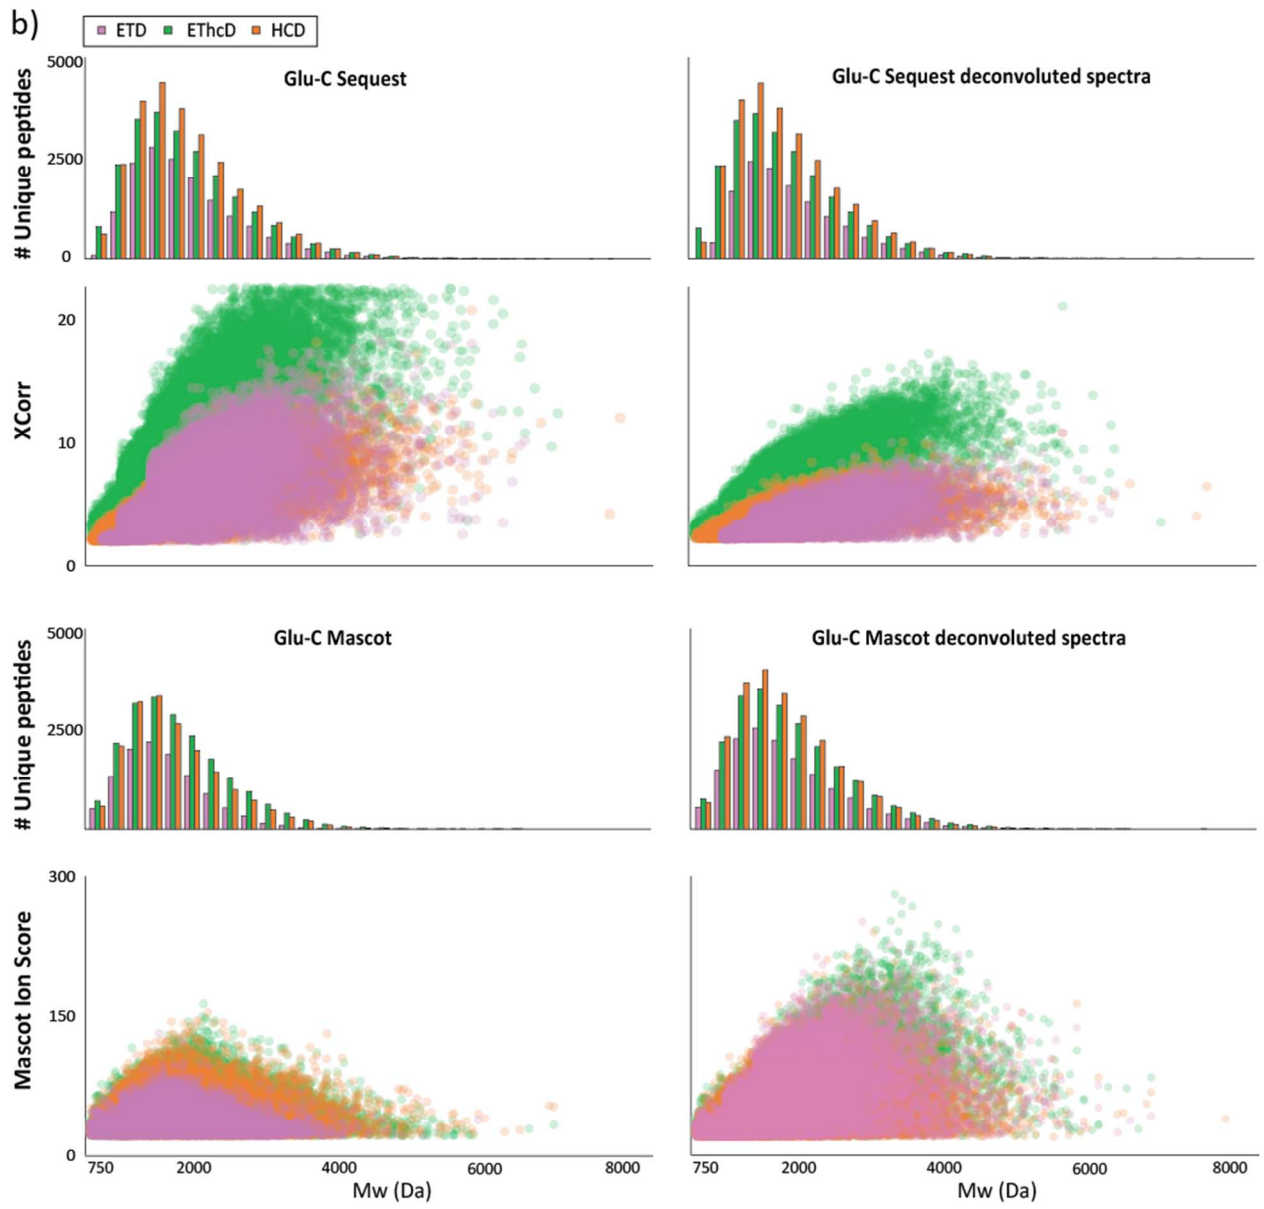 b)
ETD EThcD HCD
# Unique peptides
5000
2500
0
Glu-C Sequest
Glu-C Sequest deconvoluted spectra
XCorr
20
10
0
# Unique peptides
5000
2500
Glu-C Mascot
Glu-C Mascot deconvoluted spectra
Mascot Ion Score
300
150
0
750 2000 4000 6000 8000
Mw (Da)
750 2000 4000 6000 8000
Mw (Da)